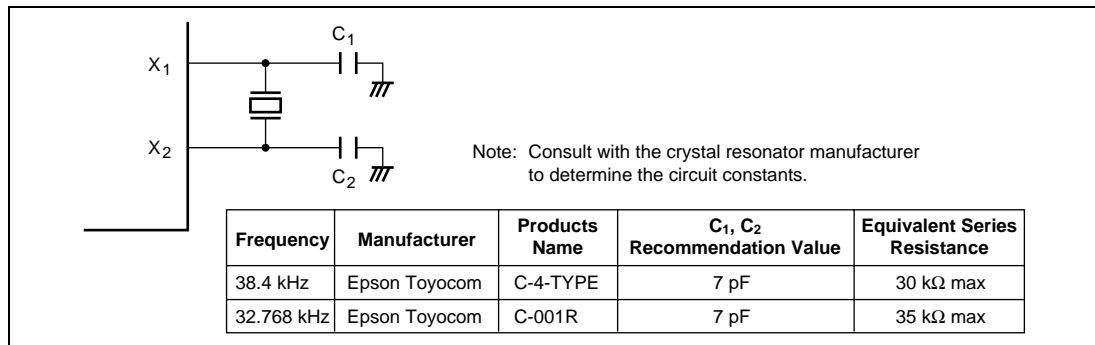 C1
X1
X2
C2
Note: Consult with the crystal resonator manufacturer
to determine the circuit constants.
Frequency Manufacturer Products Name C1, C2 Recommendation Value Equivalent Series Resistance
38.4 kHz Epson Toyocom C-4-TYPE 7 pF 30 kΩ max
32.768 kHz Epson Toyocom C-001R 7 pF 35 kΩ max